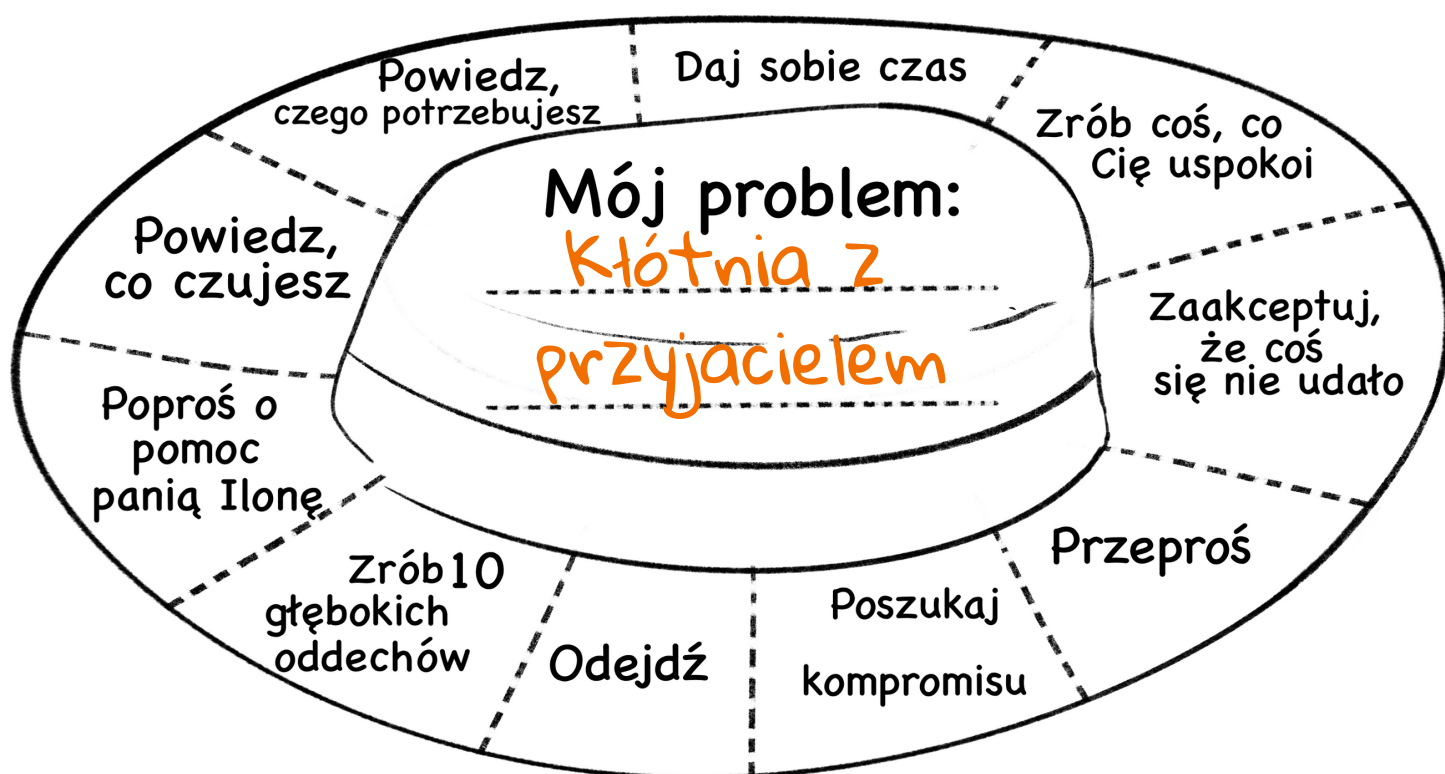 Mój problem:
Kłótnia z
przyjacielem
Daj sobie czas
Zrób coś, co
Cię uspokoi
Zaakceptuj,
że coś
się nie udało
Przeproś
Poszukaj
kompromisu
Odejdź
Zrób 10
głębokich
oddechów
Poproś o
pomoc
panią Ilonę
Powiedz,
co czujesz
Powiedz,
czego potrzebujesz